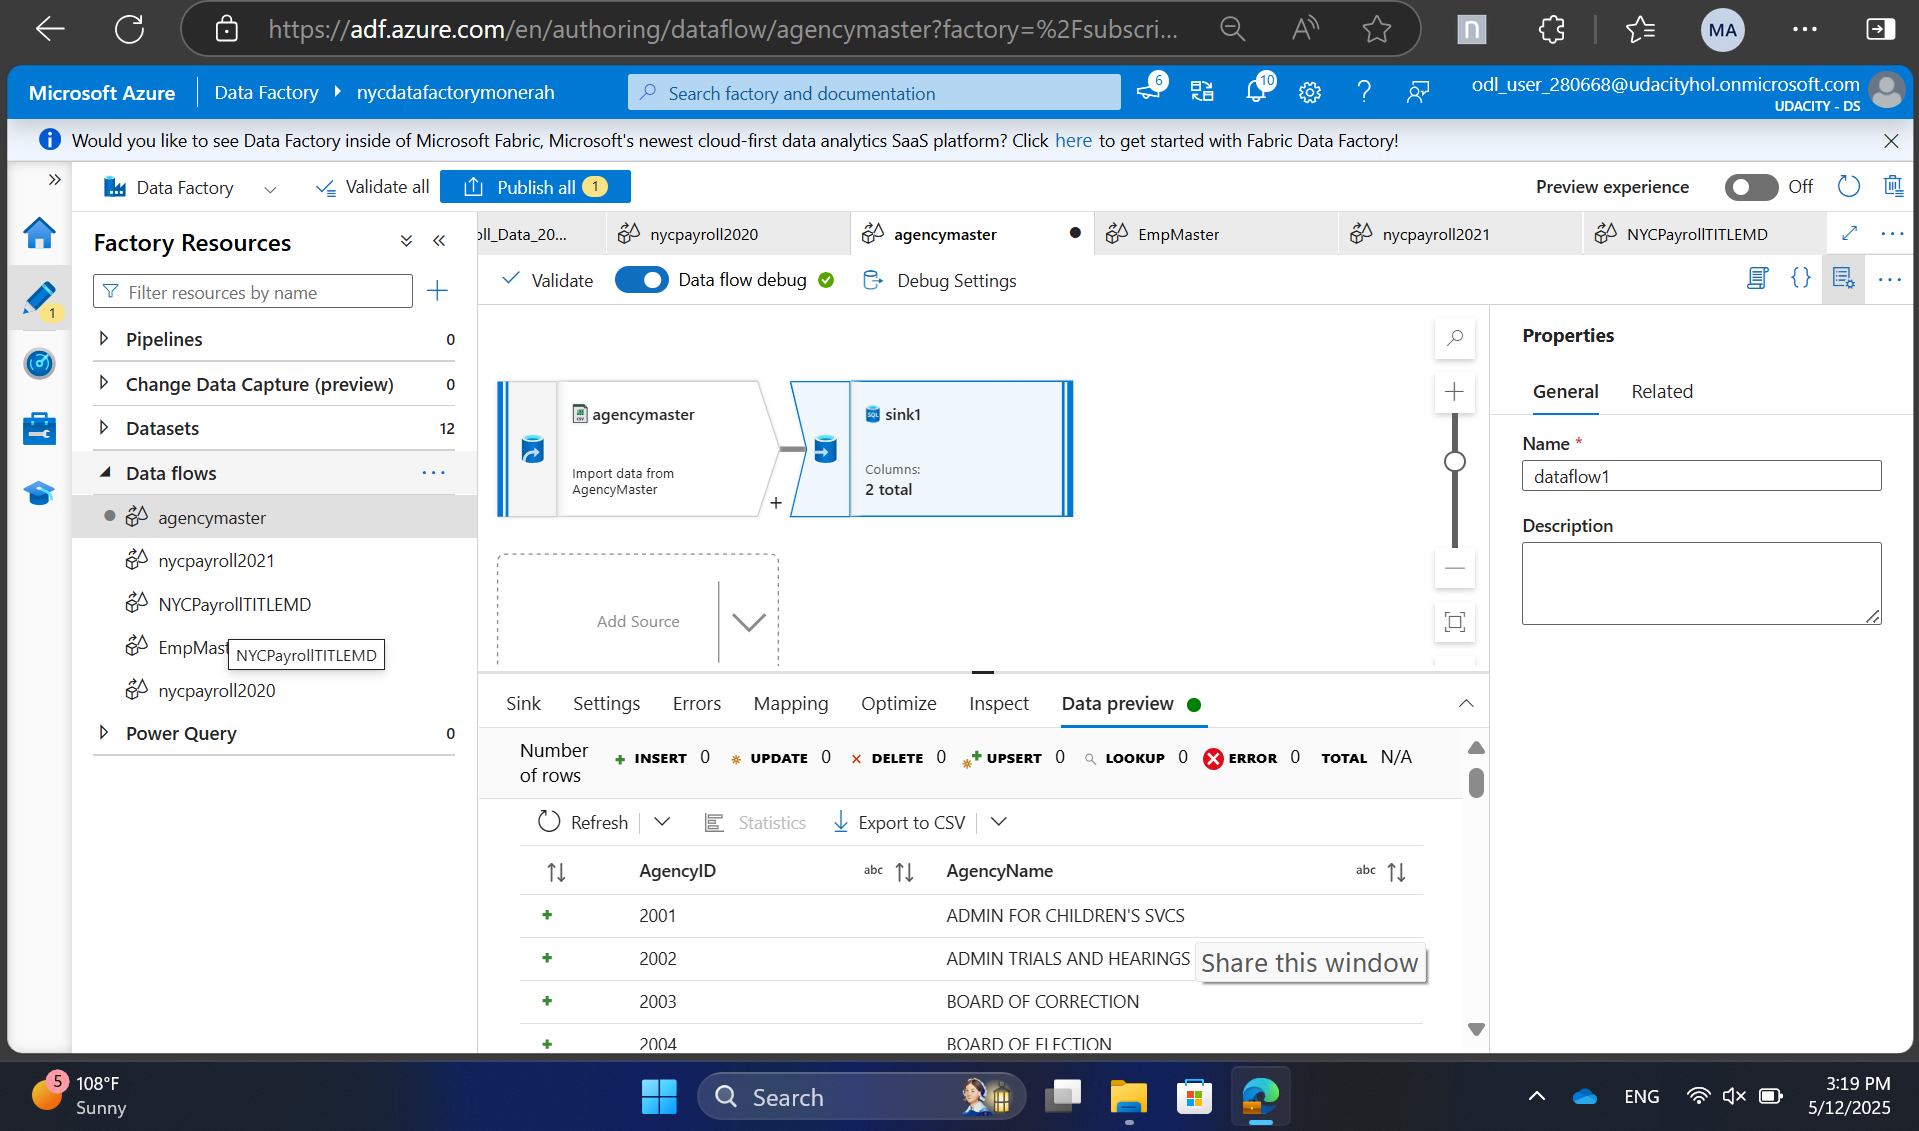 https://adf.azure.com/en/authoring/dataflow/agencymaster?factory=%2Fsubscri...
n
MA
Microsoft Azure
Data Factory
nycdatafactorymonerah
Search factory and documentation
6
10
odl_user_280668@udacityhol.onmicrosoft.com
UDACITY - DS
Would you like to see Data Factory inside of Microsoft Fabric, Microsoft's newest cloud-first data analytics SaaS platform? Click here to get started with Fabric Data Factory!
Data Factory
Validate all
Publish all 1
Preview experience
Off
1
Factory Resources
Filter resources by name
Pipelines 0
Change Data Capture (preview) 0
Datasets 12
Data flows
agencymaster
nycpayroll2021
NYCPayrollTITLEMD
EmpMast
NYCPayrollTITLEMD
nycpayroll2020
Power Query 0
oll_Data_20...
nycpayroll2020
agencymaster
EmpMaster
nycpayroll2021
NYCPayrollTITLEMD
Validate
Data flow debug
Debug Settings
agencymaster
Import data from
AgencyMaster
+
SQL
sink1
Columns:
2 total
Add Source
Properties
General
Related
Name *
dataflow1
Description
Sink
Settings
Errors
Mapping
Optimize
Inspect
Data preview
Number
of rows
INSERT 0
UPDATE 0
DELETE 0
UPSERT 0
LOOKUP 0
ERROR 0
TOTAL N/A
Refresh
Statistics
Export to CSV
AgencyID abc
AgencyName abc
2001 ADMIN FOR CHILDREN'S SVCS
2002 ADMIN TRIALS AND HEARINGS
Share this window
2003 BOARD OF CORRECTION
2004 BOARD OF ELECTION
5
108°F
Sunny
Search
ENG
3:19 PM
5/12/2025